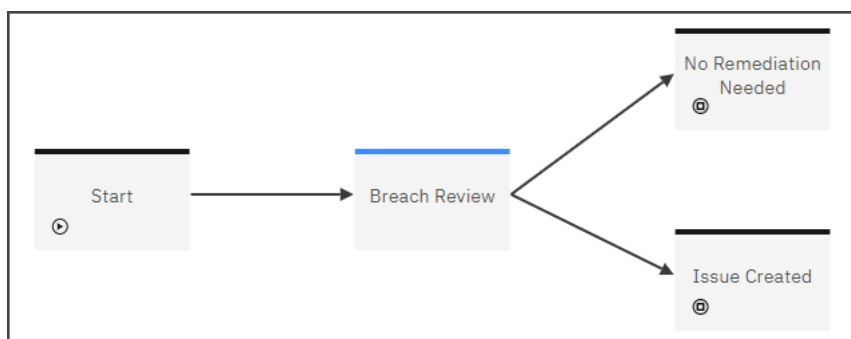 Start
Breach Review
No Remediation
Needed
Issue Created